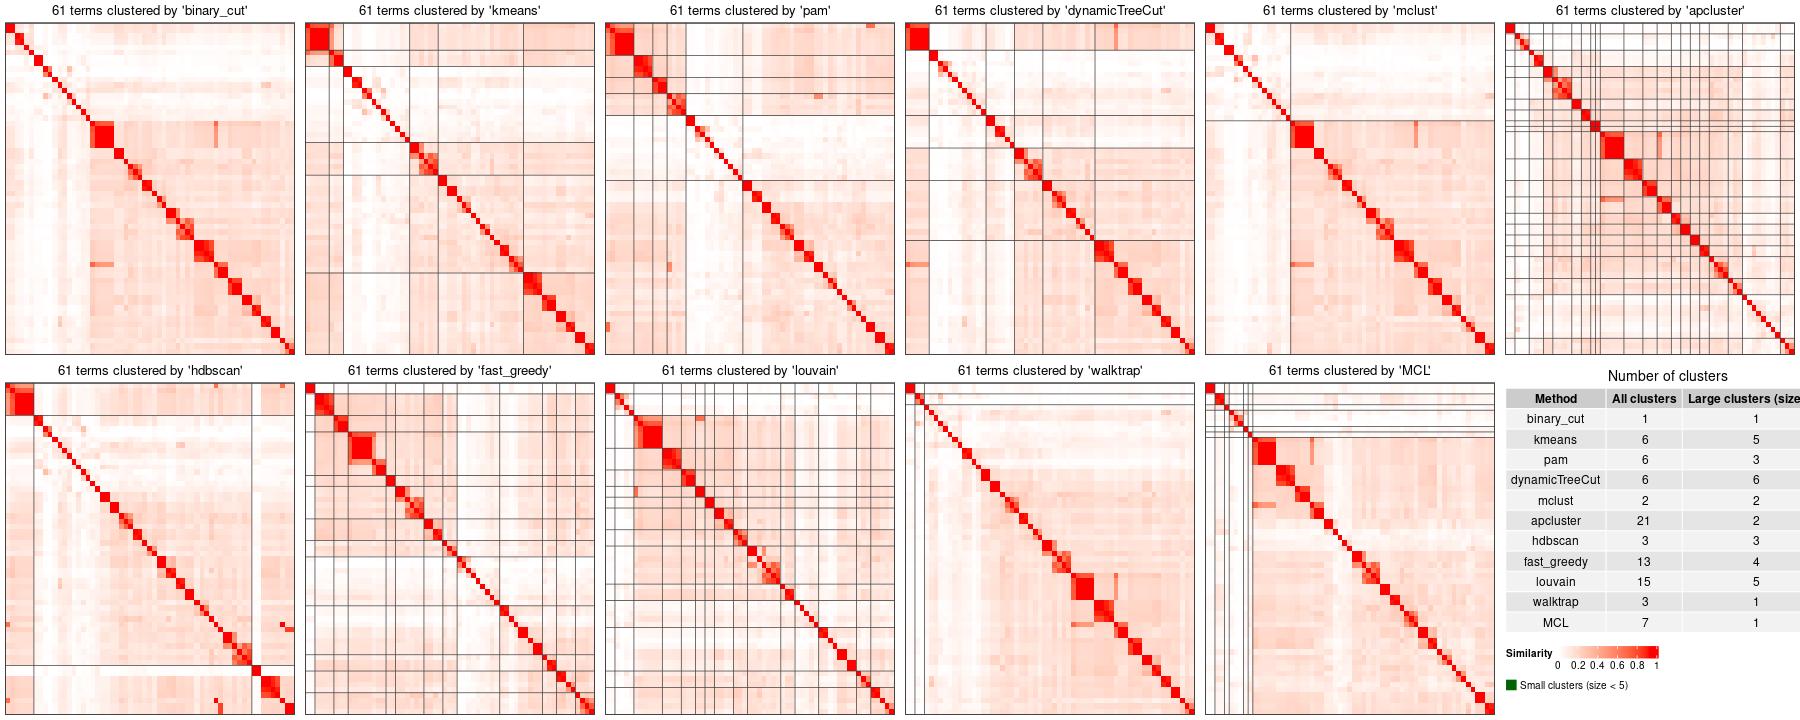 61 terms clustered by 'binary_cut'
61 terms clustered by 'kmeans'
61 terms clustered by 'pam'
61 terms clustered by 'dynamicTreeCut'
61 terms clustered by 'mclust'
61 terms clustered by 'apcluster'
61 terms clustered by 'hdbscan'
61 terms clustered by 'fast_greedy'
61 terms clustered by 'louvain'
61 terms clustered by 'walktrap'
61 terms clustered by 'MCL'
Number of clusters
Method All clusters Large clusters (size
binary_cut 1 1
kmeans 6 5
pam 6 3
dynamicTreeCut 6 6
mclust 2 2
apcluster 21 2
hdbscan 3 3
fast_greedy 13 4
louvain 15 5
walktrap 3 1
MCL 7 1
Similarity
0 0.2 0.4 0.6 0.8 1
Small clusters (size < 5)